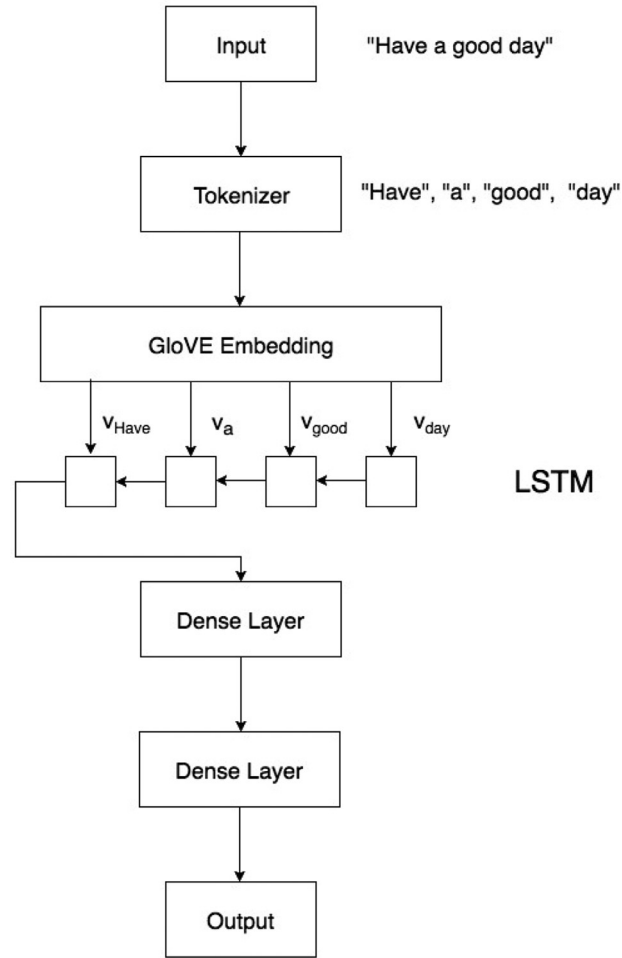 Input
"Have a good day"
Tokenizer
"Have", "a", "good", "day"
GloVE Embedding
vHave
va
vgood
vday
LSTM
Dense Layer
Dense Layer
Output